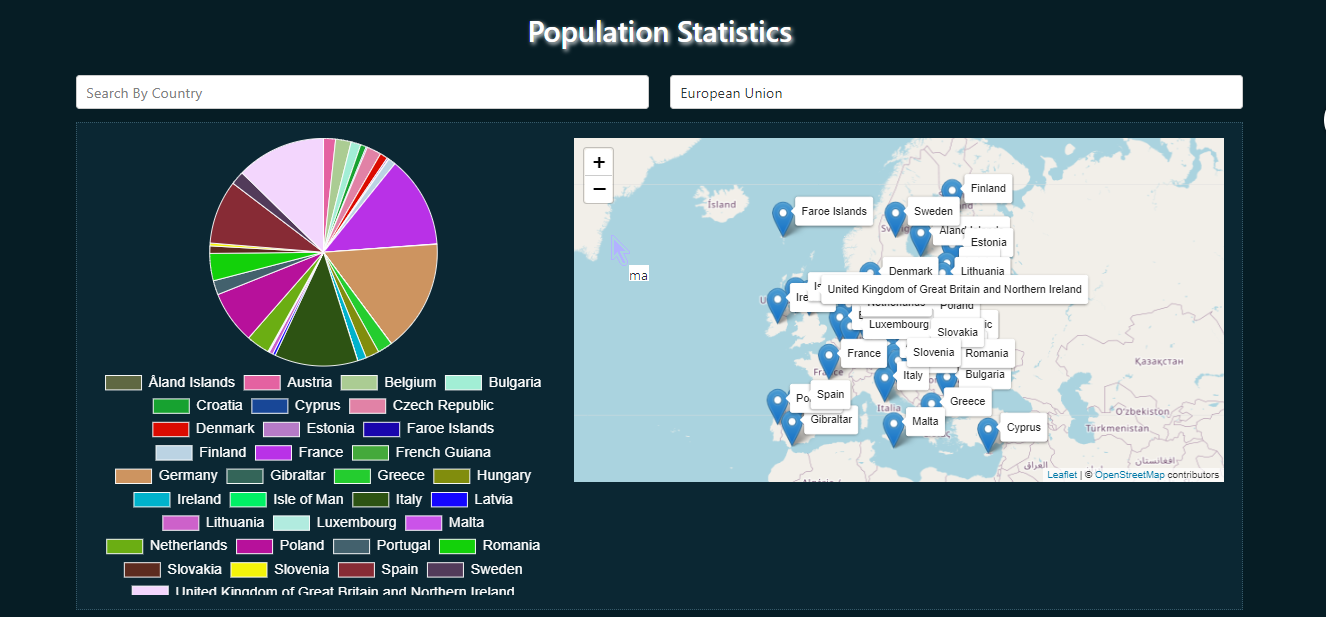 Population Statistics
Search By Country
European Union
Åland Islands Austria Belgium Bulgaria
Croatia Cyprus Czech Republic
Denmark Estonia Faroe Islands
Finland France French Guiana
Germany Gibraltar Greece Hungary
Ireland Isle of Man Italy Latvia
Lithuania Luxembourg Malta
Netherlands Poland Portugal Romania
Slovakia Slovenia Spain Sweden
United Kingdom of Great Britain and Northern Ireland
+
−
Ísland
ma
Finland
Faroe Islands
Sweden
Estonia
Denmark
Lithuania
United Kingdom of Great Britain and Northern Ireland
Netherlands
Poland
Luxembourg
Slovakia
France
Slovenia
Romania
Қазақстан
Italy
Bulgaria
Spain
Greece
Italia
O'zbekiston
Türkmenistan
Gibraltar
Malta
Cyprus
العراق
افغانستان
Leaflet | © OpenStreetMap contributors